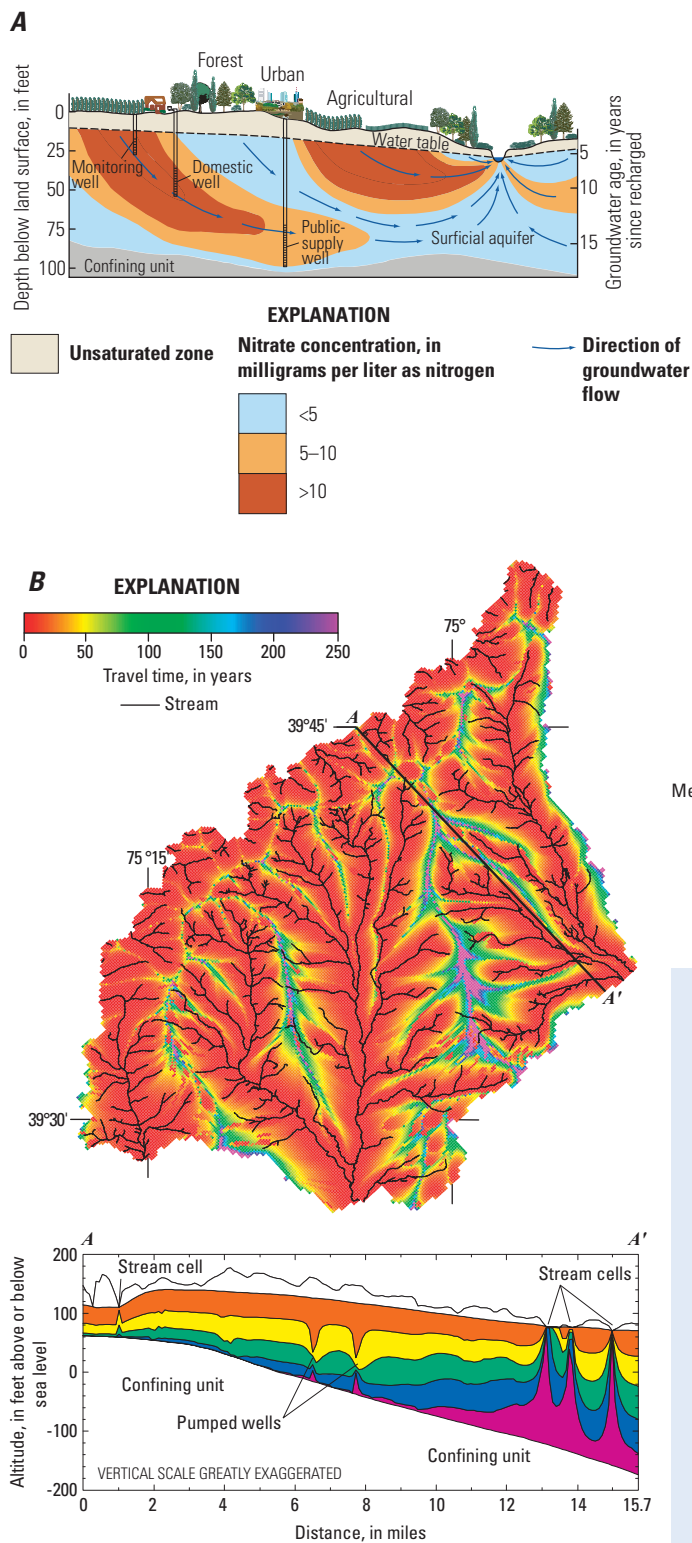 A
Forest
Urban
Agricultural
Depth below land surface, in feet
0
25
50
75
100
Water table
Monitoring
well
Domestic
well
Public-
supply
well
Surficial aquifer
Confining unit
5
10
15
Groundwater age, in years
since recharged
EXPLANATION
Unsaturated zone
Nitrate concentration, in
milligrams per liter as nitrogen
<5
5–10
>10
Direction of
groundwater
flow
B
EXPLANATION
0 50 100 150 200 250
Travel time, in years
Stream
75°
39°45'
A
75°15'
A'
39°30'
Me
A
A'
Altitude, in feet above or below
sea level
200
100
0
-100
-200
Stream cell
Stream cells
Confining unit
Pumped wells
Confining unit
VERTICAL SCALE GREATLY EXAGGERATED
0 2 4 6 8 10 12 14 15.7
Distance, in miles